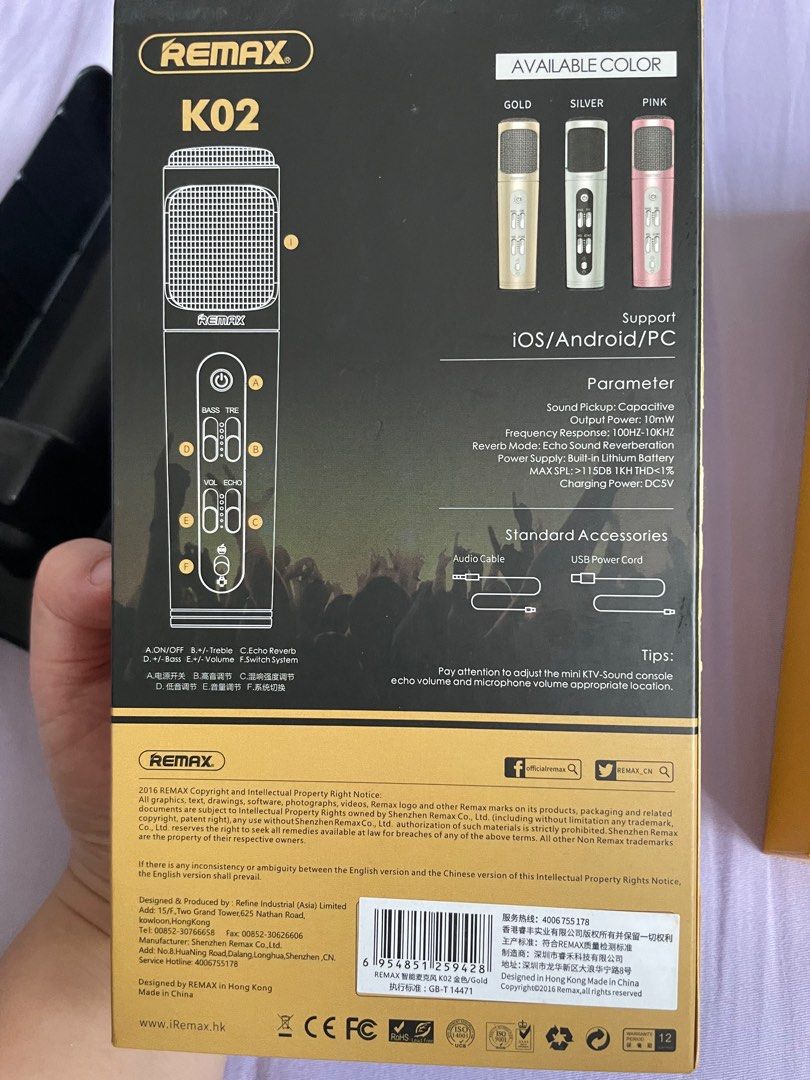 REMAX®
K02
AVAILABLE COLOR
GOLD SILVER PINK
I
REMAX
A
BASS TRE
D B
VOL ECHO
E C
F
A.ON/OFF B.+/- Treble C.Echo Reverb
D.+/-Bass E.+/-Volume F.Switch System
A.电源开关 B.高音调节 C.混响强度调节
D.低音调节 E.音量调节 F.系统切换
Support
iOS/Android/PC
Parameter
Sound Pickup: Capacitive
Output Power: 10mW
Frequency Response: 100HZ-10KHZ
Reverb Mode: Echo Sound Reverberation
Power Supply: Built-in Lithium Battery
MAX SPL: >115DB 1KH THD<1%
Charging Power: DC5V
Standard Accessories
Audio Cable USB Power Cord
Tips:
Pay attention to adjust the mini KTV-Sound console
echo volume and microphone volume appropriate location.
REMAX®
officialremax
REMAX_CN
2016 REMAX Copyright and Intellectual Property Right Notice:
All graphics, text, drawings, software, photographs, videos, Remax logo and other Remax marks on its products, packaging and related
documents are subject to Intellectual Property Rights owned by Shenzhen Remax Co., Ltd. (including without limitation any trademark,
copyright, patent right), any use without Shenzhen Remax Co., Ltd. authorization of such materials is strictly prohibited. Shenzhen Remax
Co., Ltd. reserves the right to seek all remedies available at law for breaches of any of the above terms. All other Non Remax trademarks
are the property of their respective owners.
If there is any inconsistency or ambiguity between the English version and the Chinese version of this Intellectual Property Rights Notice,
the English version shall prevail.
Designed & Produced by : Refine Industrial (Asia) Limited
Add: 15/F,Two Grand Tower,625 Nathan Road,
kowloon,HongKong
Tel: 00852-30766658 Fax: 00852-30626606
Manufacturer: Shenzhen Remax Co.,Ltd.
Add: No.8.HuaNing Road,Dalang,Longhua,Shenzhen ,CN.
Service Hotline: 4006755178
Designed by REMAX in Hong Kong
Made in China
6 954851 259428
REMAX 智能麦克风 K02 金色/Gold
执行标准: GB-T 14471
服务热线: 4006755178
香港睿丰实业有限公司版权所有并保留一切权利
主产标准: 符合REMAX质量检测标准
制造商: 深圳市睿禾科技有限公司
地址: 深圳市龙华新区大浪华宁路8号
Designed in Hong Kong Made in China
Copyright©2016 Remax,all rights reserved
www.iRemax.hk
CE FC RoHS Lead free ISO 14001 UCB ISO 9001 WARRANTY PERIOD 保修期 12